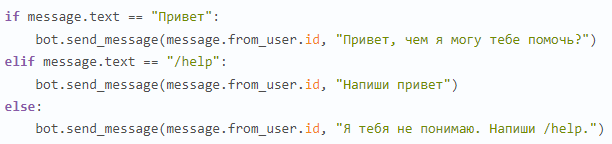 if message.text == "Привет":
    bot.send_message(message.from_user.id, "Привет, чем я могу тебе помочь?")
elif message.text == "/help":
    bot.send_message(message.from_user.id, "Напиши привет")
else:
    bot.send_message(message.from_user.id, "Я тебя не понимаю. Напиши /help.")